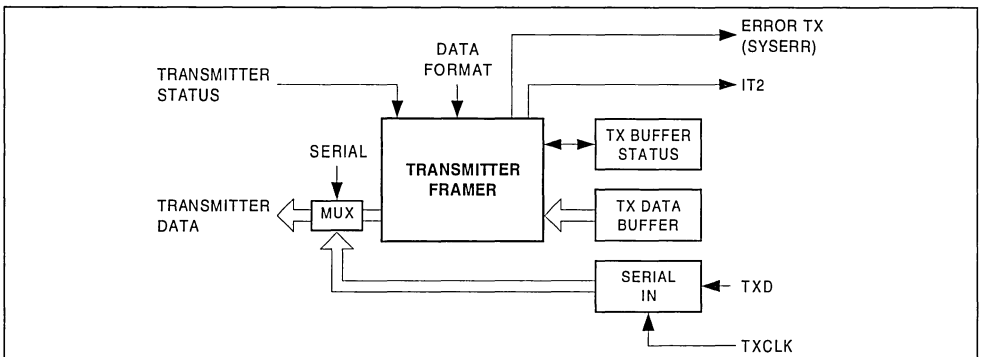 ERROR TX
(SYSERR)
DATA
FORMAT
TRANSMITTER
STATUS
IT2
TX BUFFER
STATUS
SERIAL
TRANSMITTER
FRAMER
TRANSMITTER
DATA
MUX
TX DATA
BUFFER
SERIAL
IN
TXD
TXCLK